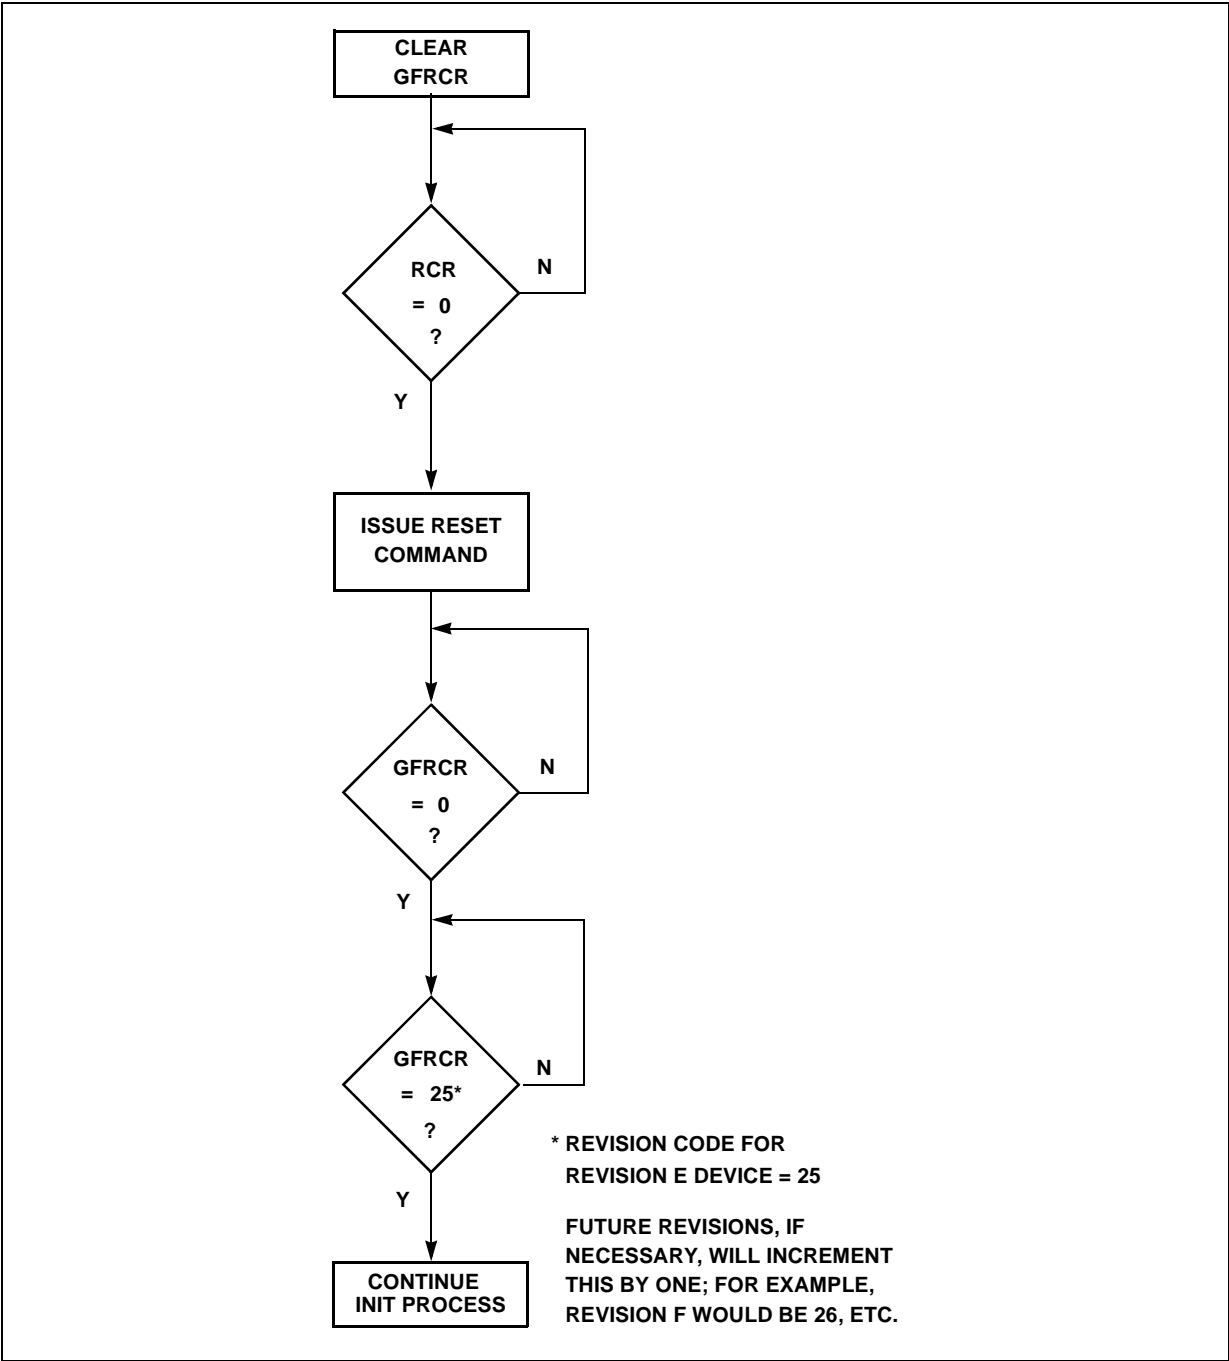 CLEAR
GFRCR
RCR
= 0
?
N
Y
ISSUE RESET
COMMAND
GFRCR
= 0
?
N
Y
GFRCR
= 25*
?
N
Y
CONTINUE
INIT PROCESS
* REVISION CODE FOR
REVISION E DEVICE = 25
FUTURE REVISIONS, IF
NECESSARY, WILL INCREMENT
THIS BY ONE; FOR EXAMPLE,
REVISION F WOULD BE 26, ETC.